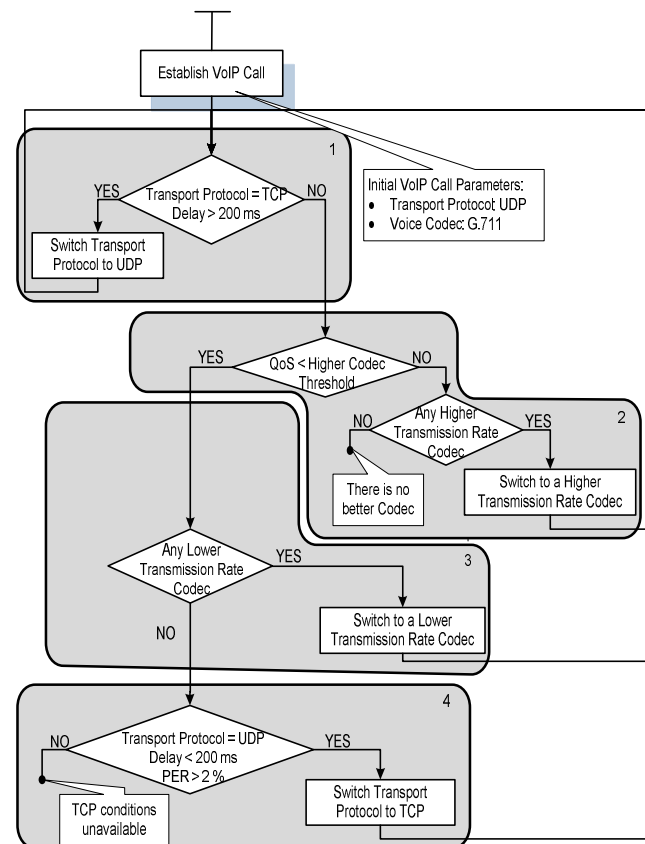 Establish VoIP Call
1
Transport Protocol = TCP
Delay > 200 ms
YES
NO
Switch Transport
Protocol to UDP
Initial VoIP Call Parameters:
• Transport Protocol: UDP
• Voice Codec: G.711
QoS < Higher Codec
Threshold
YES
NO
2
Any Higher
Transmission Rate
Codec
NO
YES
There is no
better Codec
Switch to a Higher
Transmission Rate Codec
3
Any Lower
Transmission Rate
Codec
YES
NO
Switch to a Lower
Transmission Rate Codec
4
Transport Protocol = UDP
Delay < 200 ms
PER > 2 %
NO
YES
TCP conditions
unavailable
Switch Transport
Protocol to TCP